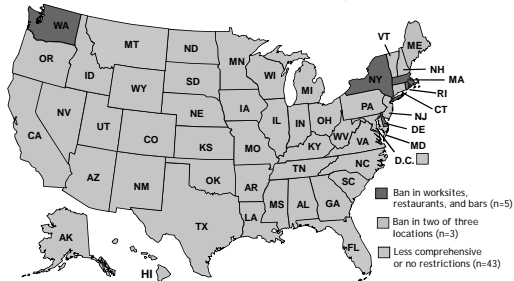 WA
OR
CA
NV
ID
MT
WY
UT
AZ
CO
NM
ND
SD
NE
KS
OK
TX
MN
IA
MO
AR
LA
WI
IL
MI
IN
OH
KY
TN
MS
AL
GA
FL
SC
NC
VA
WV
PA
NY
VT
ME
NH
MA
RI
CT
NJ
DE
MD
D.C.
AK
HI
Ban in worksites,
restaurants, and bars (n=5)
Ban in two of three
locations (n=3)
Less comprehensive
or no restrictions (n=43)